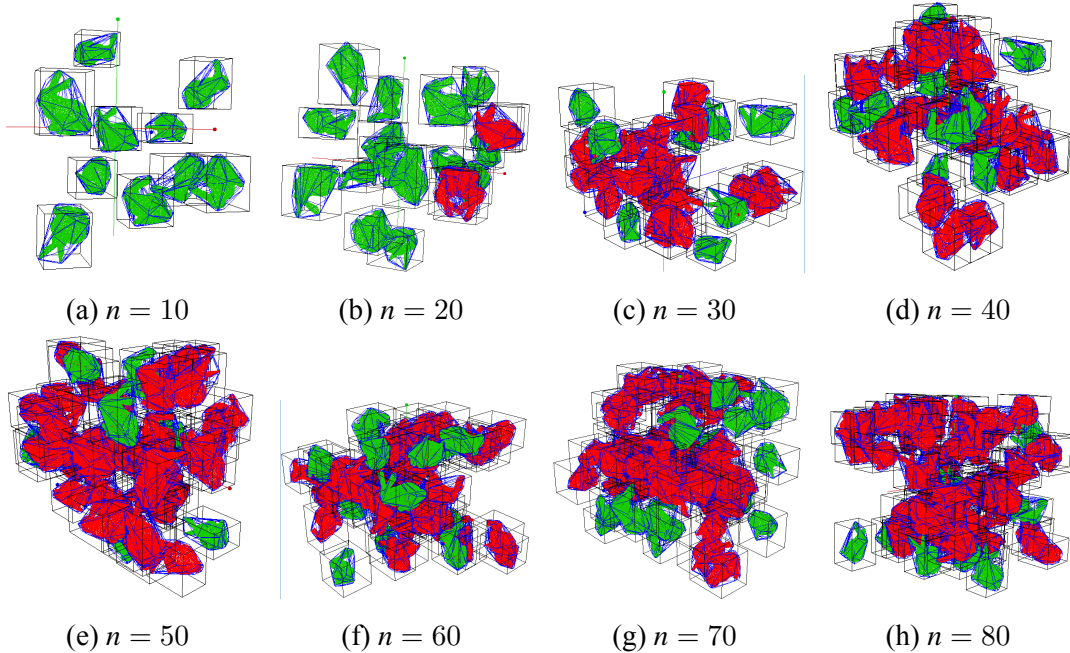 (a) n = 10
(b) n = 20
(c) n = 30
(d) n = 40
(e) n = 50
(f) n = 60
(g) n = 70
(h) n = 80